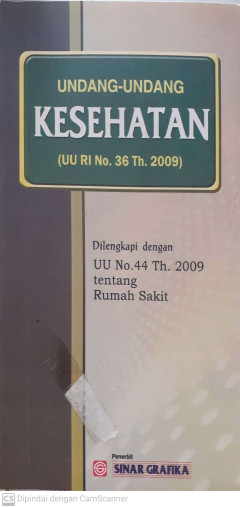 UNDANG-UNDANG
KESEHATAN
(UU RI No. 36 Th. 2009)
Dilengkapi dengan
UU No.44 Th. 2009
tentang
Rumah Sakit
Penerbit
SINAR GRAFIKA
CS Dipindai dengan CamScanner